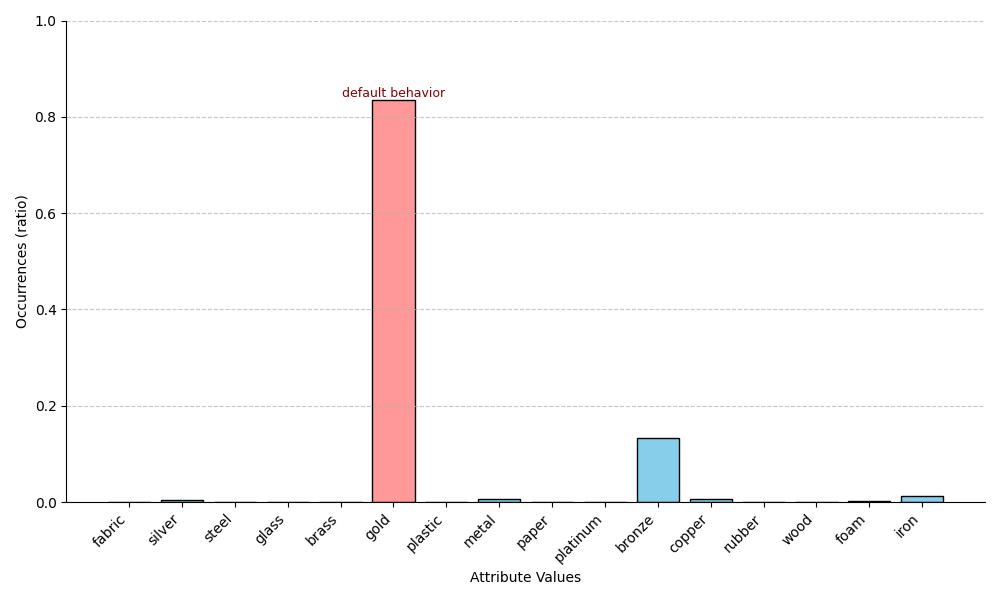 1.0
default behavior
0.8
0.6
0.4
0.2
0.0
Occurrences (ratio)
fabric
silver
steel
glass
brass
gold
plastic
metal
paper
platinum
bronze
copper
rubber
wood
foam
iron
Attribute Values